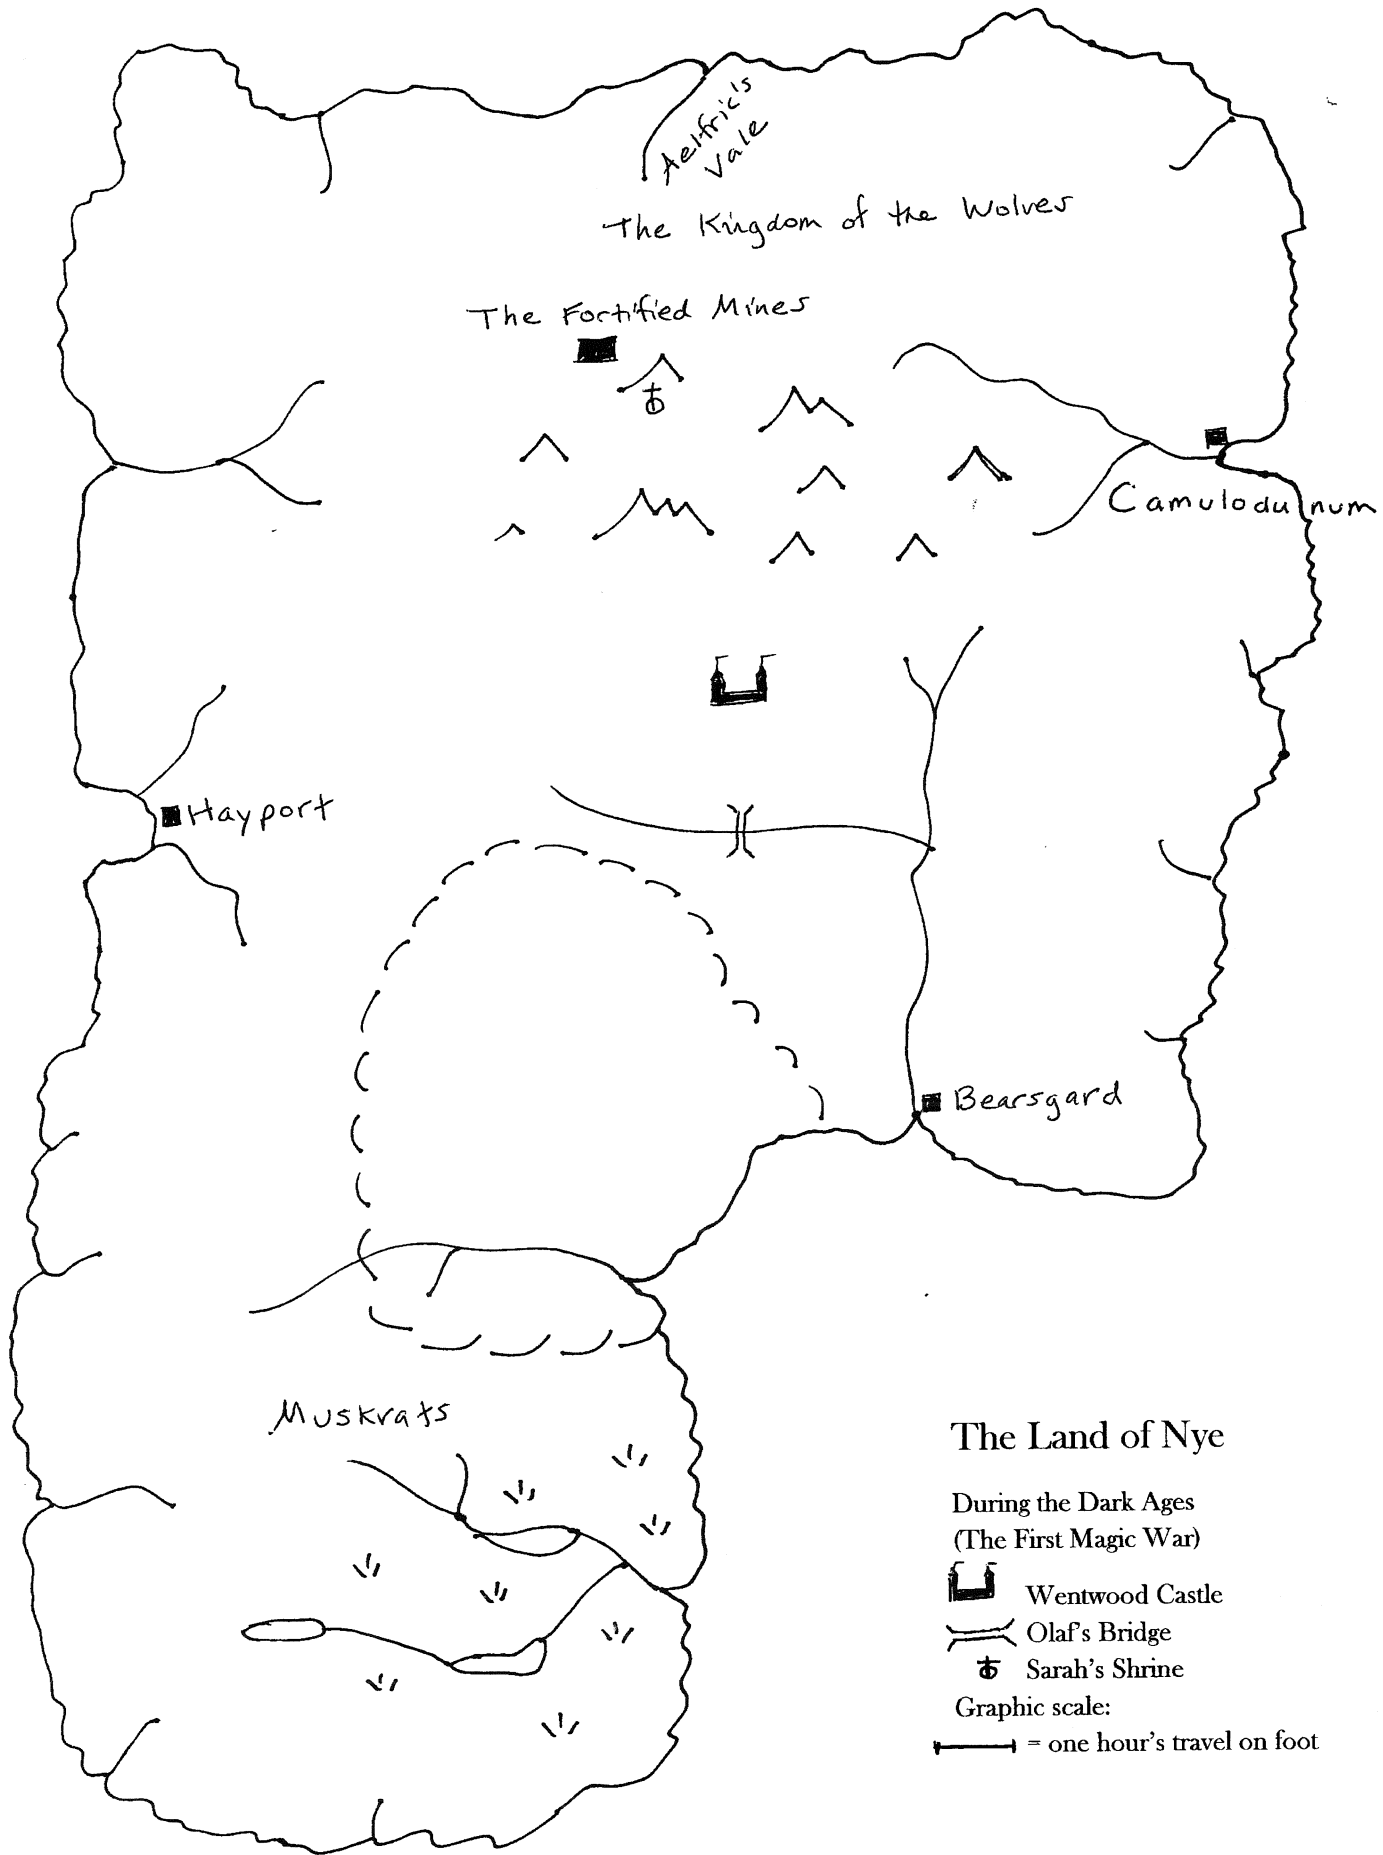 Aelfric's
Vale
The Kingdom of the Wolves
The Fortified Mines
Camulodunum
Hayport
Bearsgard
Muskrats
The Land of Nye
During the Dark Ages
(The First Magic War)
Wentwood Castle
Olaf's Bridge
Sarah's Shrine
Graphic scale:
= one hour's travel on foot